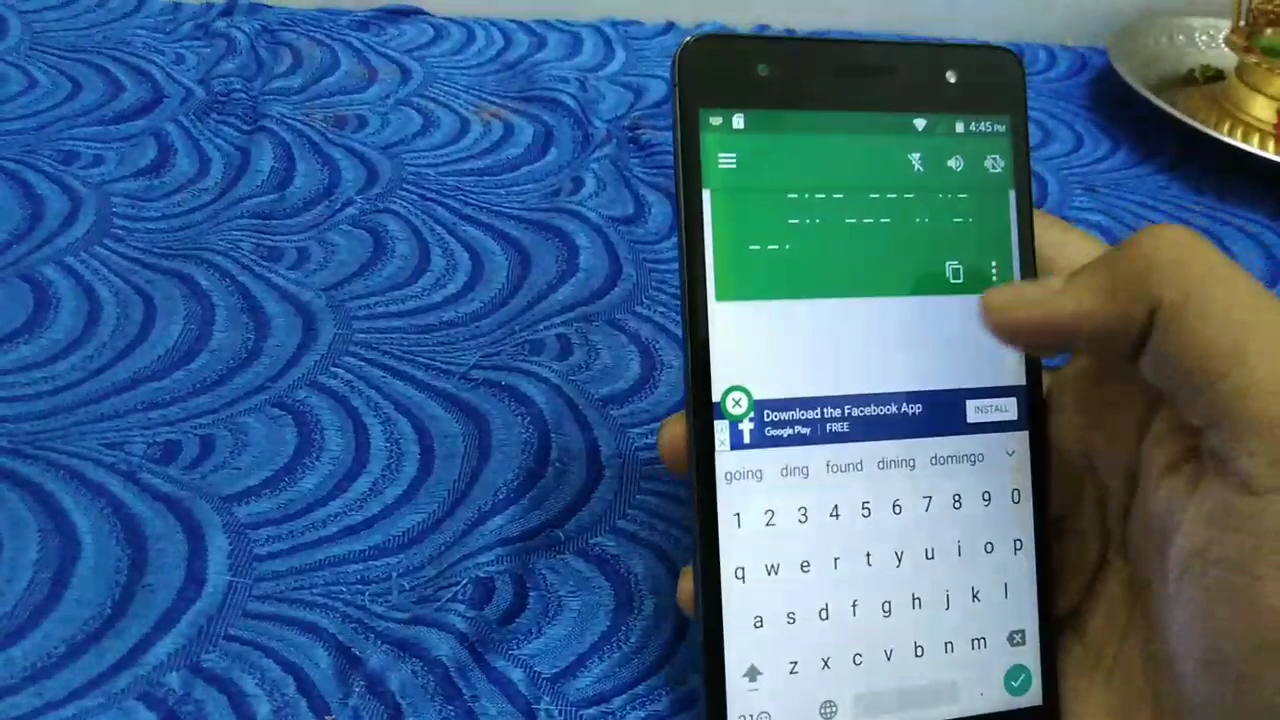 4:45 PM
-.-- --- ..-
-.. --- .. -.
--.
Download the Facebook App
Google Play | FREE
INSTALL
going ding found dining domingo
1 2 3 4 5 6 7 8 9 0
q w e r t y u i o p
a s d f g h j k l
z x c v b n m
.